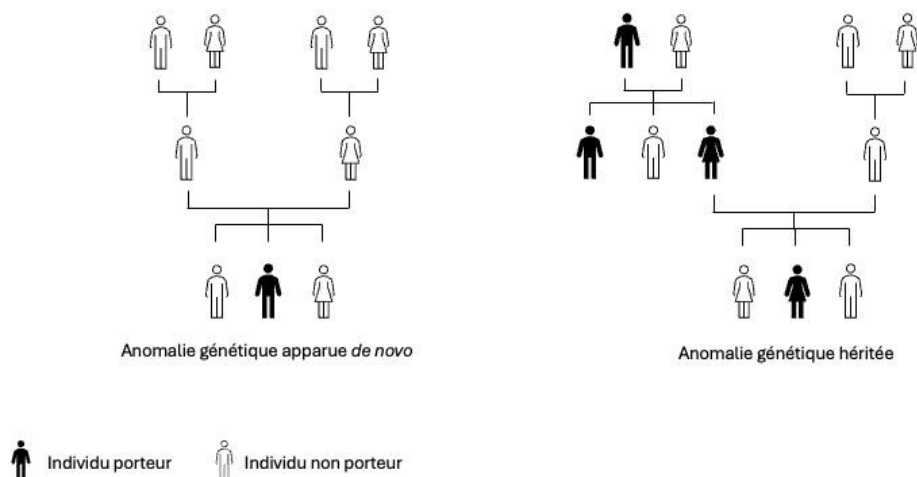 Anomalie génétique apparue de novo
Anomalie génétique héritée
Individu porteur
Individu non porteur